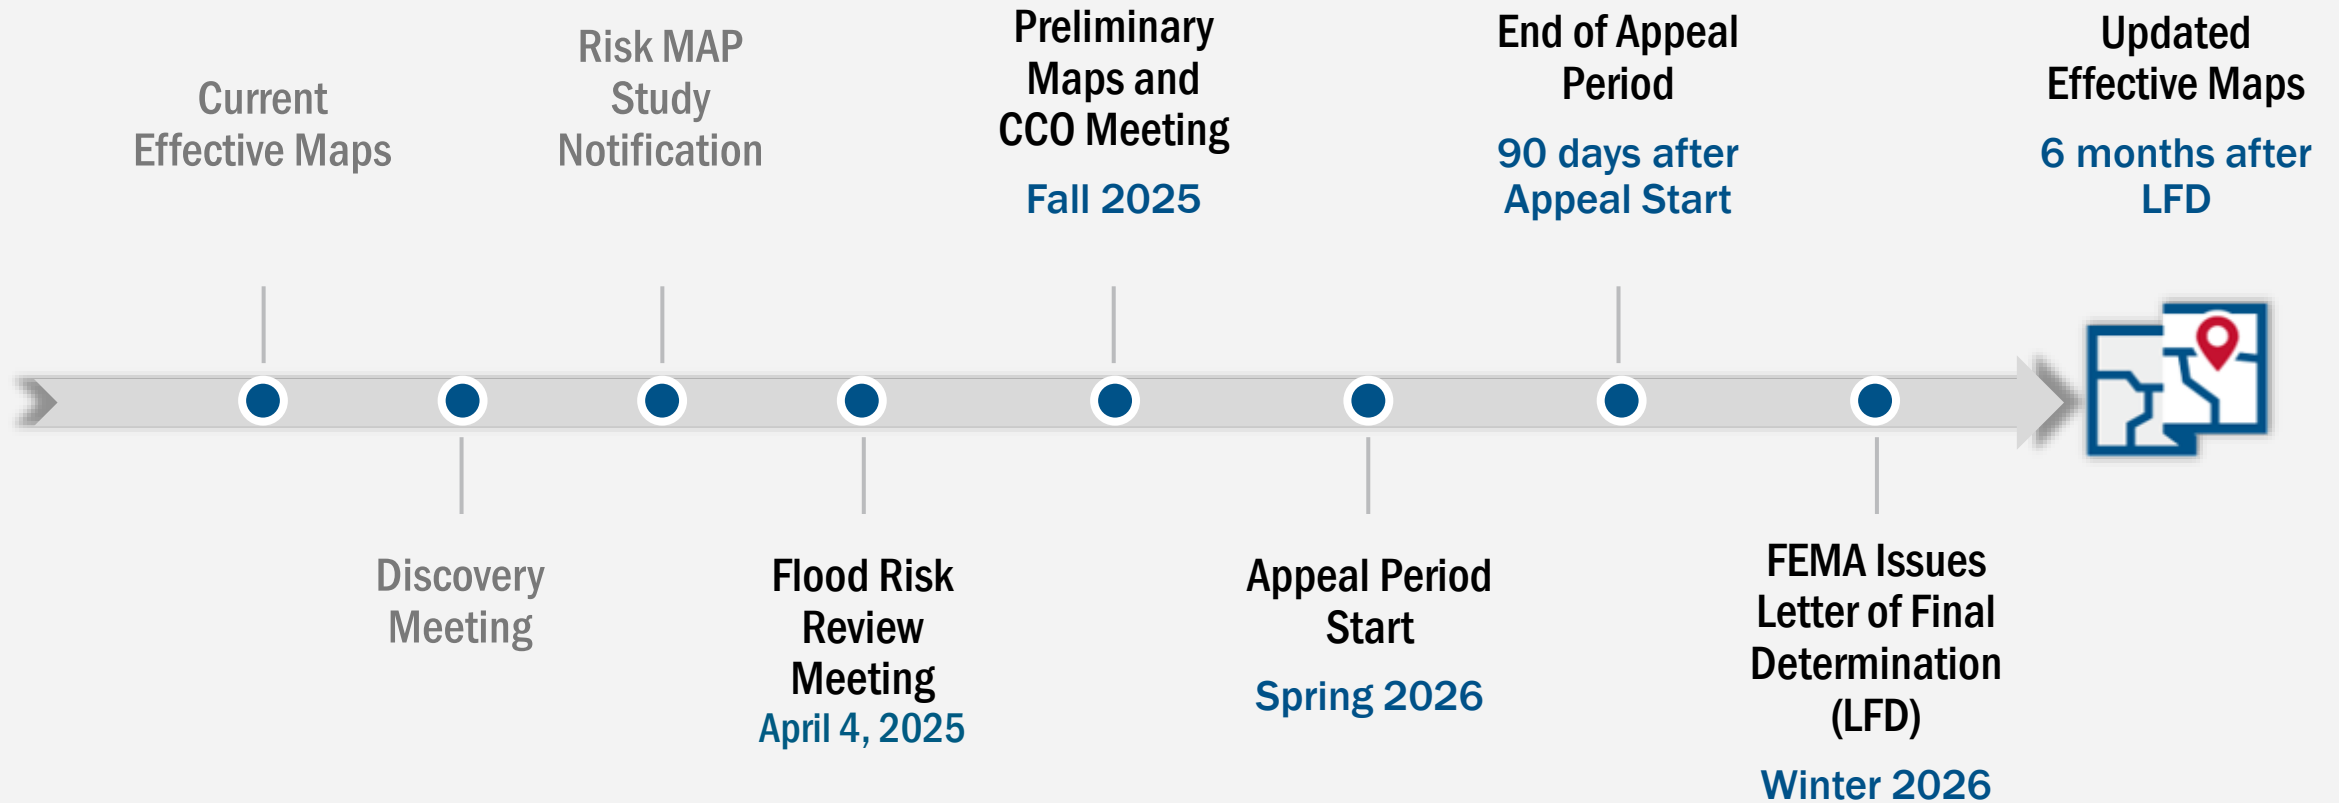 Current
Effective Maps
Discovery
Meeting
Risk MAP
Study
Notification
Flood Risk
Review
Meeting
April 4, 2025
Preliminary
Maps and
CCO Meeting
Fall 2025
Appeal Period
Start
Spring 2026
End of Appeal
Period
90 days after
Appeal Start
FEMA Issues
Letter of Final
Determination
(LFD)
Winter 2026
Updated
Effective Maps
6 months after
LFD